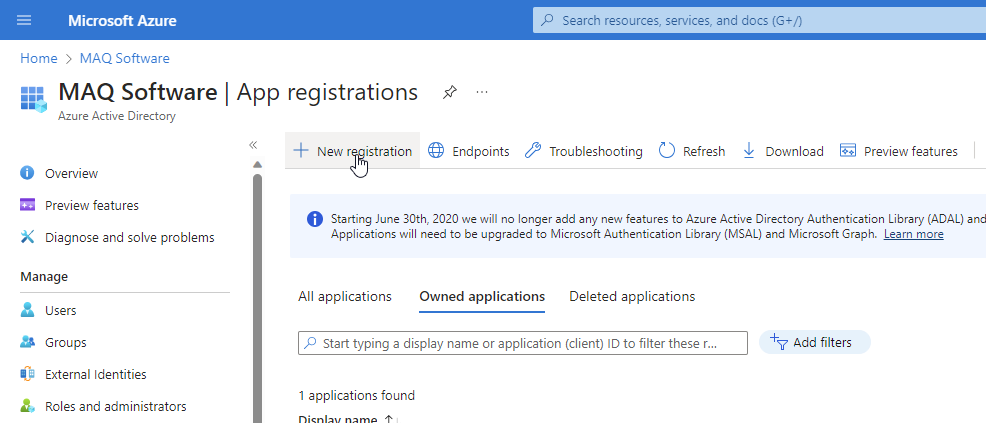 Microsoft Azure
Search resources, services, and docs (G+/)
Home > MAQ Software
MAQ Software | App registrations
Azure Active Directory
New registration
Endpoints
Troubleshooting
Refresh
Download
Preview features
Overview
Preview features
Diagnose and solve problems
Manage
Users
Groups
External Identities
Roles and administrators
Starting June 30th, 2020 we will no longer add any new features to Azure Active Directory Authentication Library (ADAL) and
Applications will need to be upgraded to Microsoft Authentication Library (MSAL) and Microsoft Graph. Learn more
All applications
Owned applications
Deleted applications
Start typing a display name or application (client) ID to filter these r...
Add filters
1 applications found
Display name